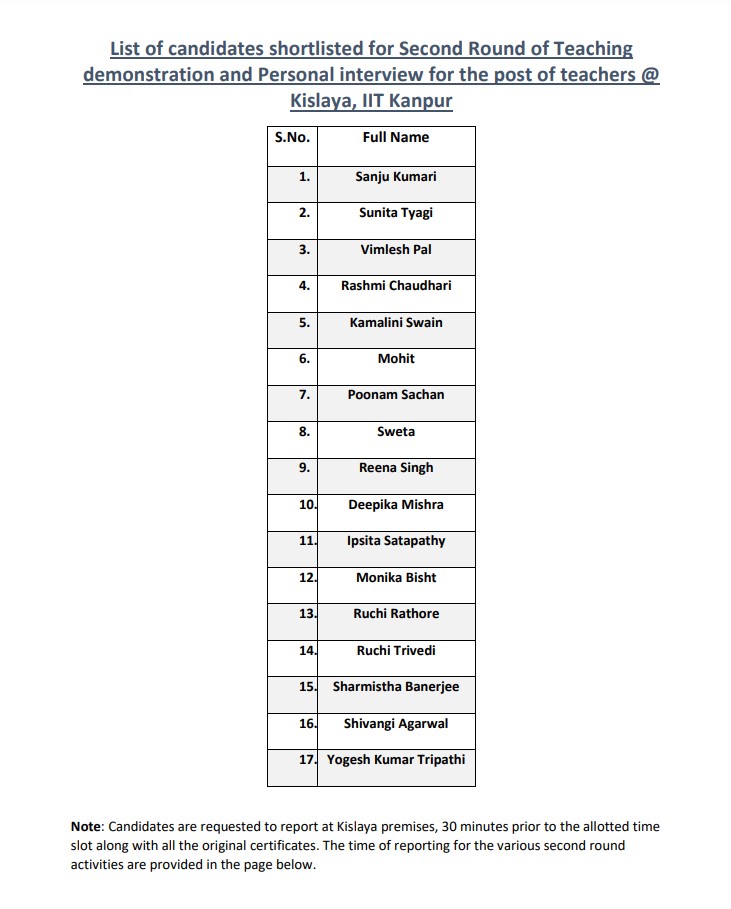 List of candidates shortlisted for Second Round of Teaching
demonstration and Personal interview for the post of teachers @
Kislaya, IIT Kanpur
S.No. Full Name
1. Sanju Kumari
2. Sunita Tyagi
3. Vimlesh Pal
4. Rashmi Chaudhari
5. Kamalini Swain
6. Mohit
7. Poonam Sachan
8. Sweta
9. Reena Singh
10. Deepika Mishra
11. Ipsita Satapathy
12. Monika Bisht
13. Ruchi Rathore
14. Ruchi Trivedi
15. Sharmistha Banerjee
16. Shivangi Agarwal
17. Yogesh Kumar Tripathi
Note: Candidates are requested to report at Kislaya premises, 30 minutes prior to the allotted time
slot along with all the original certificates. The time of reporting for the various second round
activities are provided in the page below.